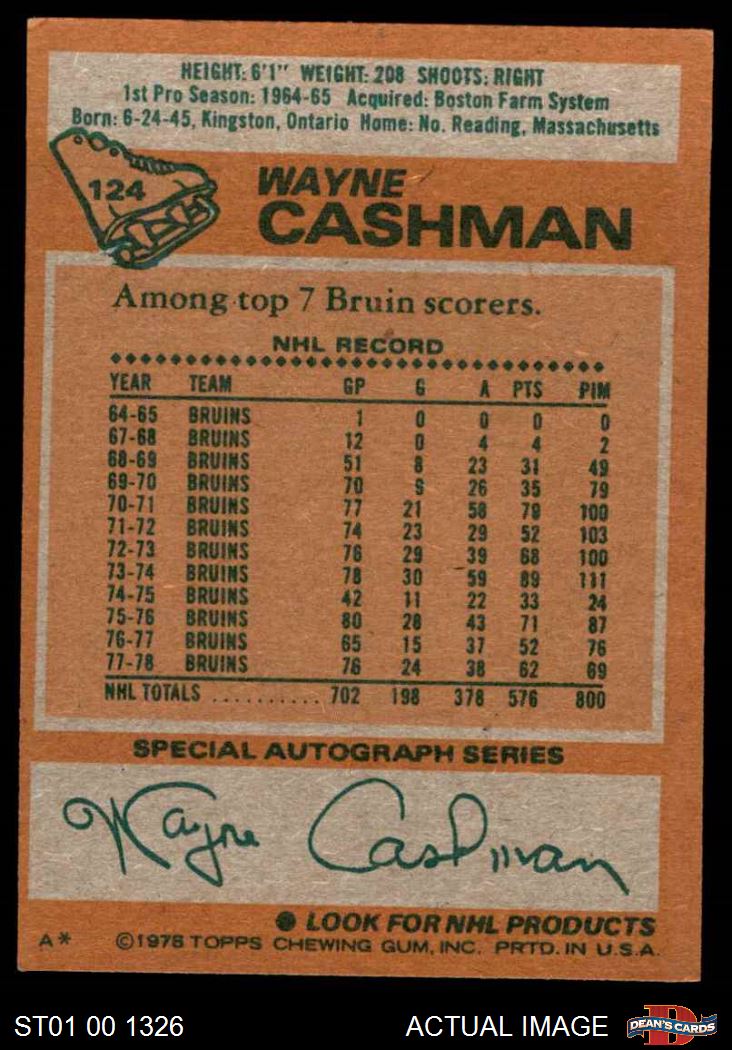 HEIGHT: 6'1" WEIGHT: 208 SHOOTS: RIGHT
1st Pro Season: 1964-65 Acquired: Boston Farm System
Born: 6-24-45, Kingston, Ontario Home: No. Reading, Massachusetts
124
WAYNE
CASHMAN
Among top 7 Bruin scorers.
NHL RECORD
YEAR TEAM GP G A PTS PIM
64-65 BRUINS 1 0 0 0 0
67-68 BRUINS 12 0 4 4 2
68-69 BRUINS 51 8 23 31 49
69-70 BRUINS 70 9 26 35 79
70-71 BRUINS 77 21 58 79 100
71-72 BRUINS 74 23 29 52 103
72-73 BRUINS 76 29 39 68 100
73-74 BRUINS 78 30 59 89 111
74-75 BRUINS 42 11 22 33 24
75-76 BRUINS 80 28 43 71 87
76-77 BRUINS 65 15 37 52 76
77-78 BRUINS 76 24 38 62 69
NHL TOTALS .......... 702 198 378 576 800
SPECIAL AUTOGRAPH SERIES
Wayne Cashman
● LOOK FOR NHL PRODUCTS
A* ©1978 TOPPS CHEWING GUM, INC. PRTD. IN U.S.A.
ST01 00 1326 ACTUAL IMAGE D DEAN'S CARDS